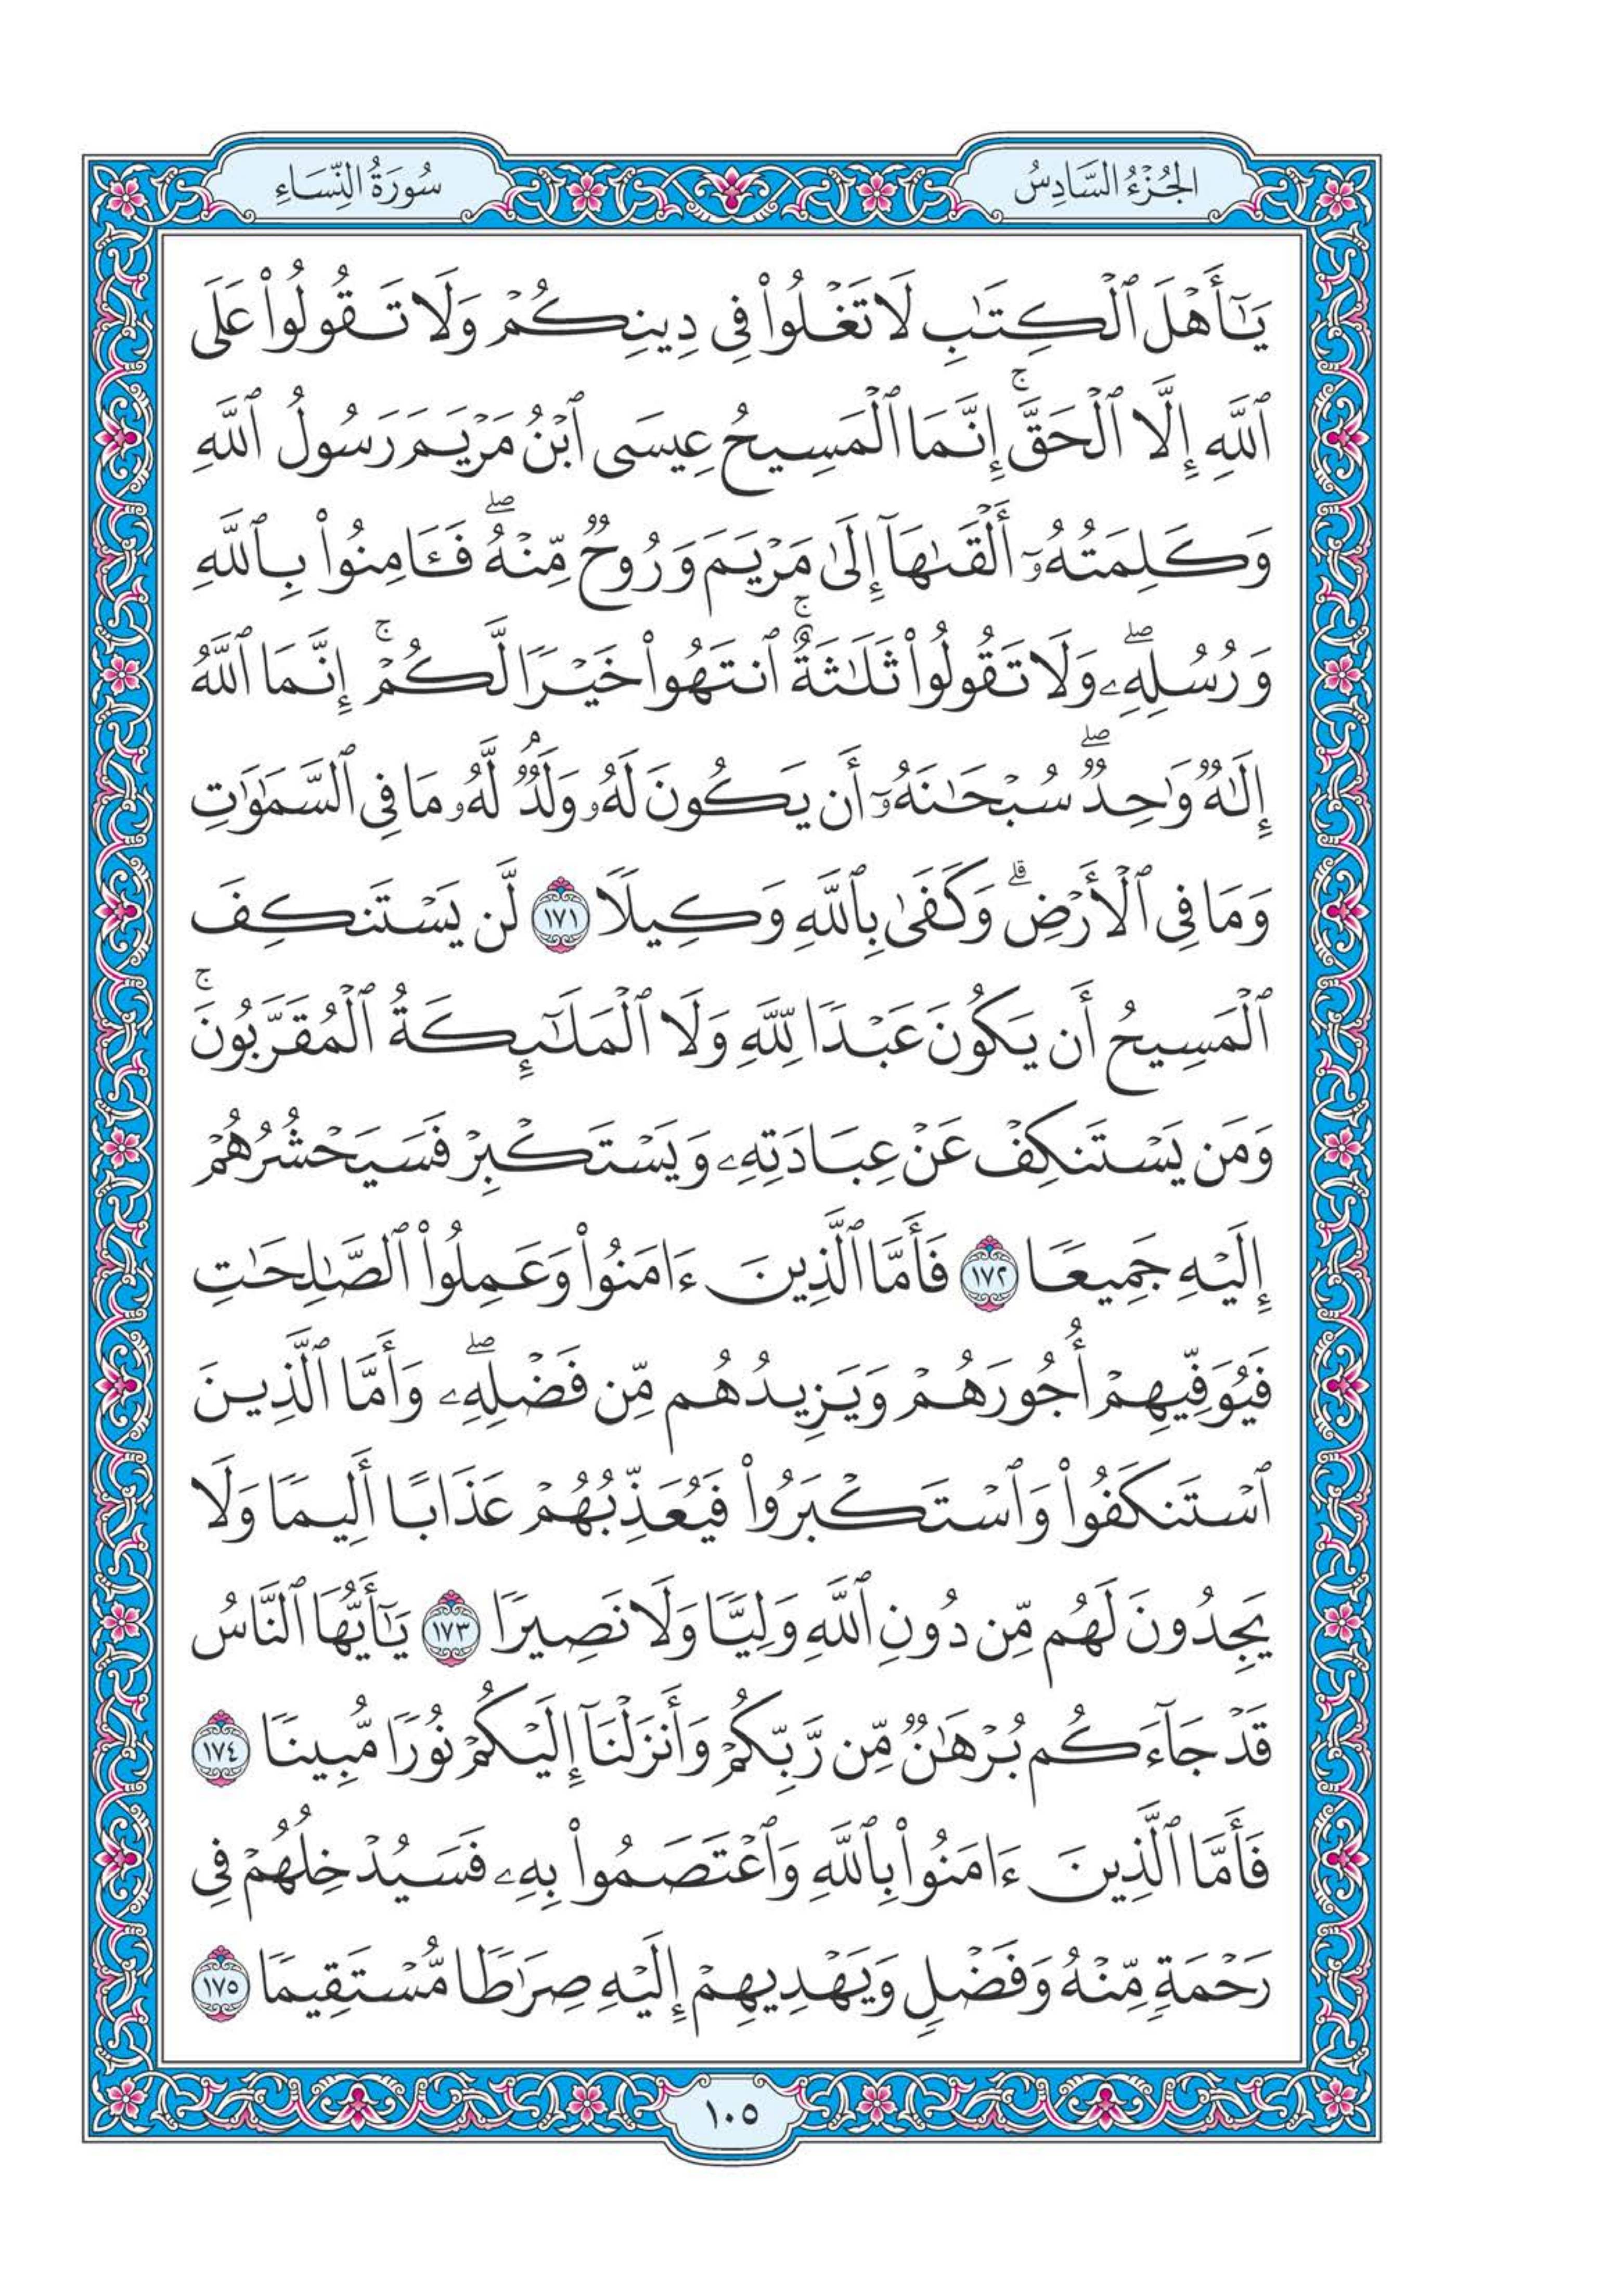 الجُزْءُ السَّادِسُ
سُورَةُ النِّسَاءِ
يَـٰٓأَهۡلَ ٱلۡكِتَـٰبِ لَا تَغۡلُواْ فِي دِينِكُمۡ وَلَا تَقُولُواْ عَلَى
ٱللَّهِ إِلَّا ٱلۡحَقَّۚ إِنَّمَا ٱلۡمَسِيحُ عِيسَى ٱبۡنُ مَرۡيَمَ رَسُولُ ٱللَّهِ
وَكَلِمَتُهُۥٓ أَلۡقَىٰهَآ إِلَىٰ مَرۡيَمَ وَرُوحٞ مِّنۡهُۖ فَـَٔامِنُواْ بِٱللَّهِ
وَرُسُلِهِۦۖ وَلَا تَقُولُواْ ثَلَـٰثَةٌۚ ٱنتَهُواْ خَيۡرٗا لَّكُمۡۚ إِنَّمَا ٱللَّهُ
إِلَـٰهٞ وَٰحِدٞۖ سُبۡحَـٰنَهُۥٓ أَن يَكُونَ لَهُۥ وَلَدٞۘ لَّهُۥ مَا فِي ٱلسَّمَـٰوَٰتِ
وَمَا فِي ٱلۡأَرۡضِۗ وَكَفَىٰ بِٱللَّهِ وَكِيلٗا ١٧١ لَّن يَسۡتَنكِفَ
ٱلۡمَسِيحُ أَن يَكُونَ عَبۡدٗا لِّلَّهِ وَلَا ٱلۡمَلَـٰٓئِكَةُ ٱلۡمُقَرَّبُونَۚ
وَمَن يَسۡتَنكِفۡ عَنۡ عِبَادَتِهِۦ وَيَسۡتَكۡبِرۡ فَسَيَحۡشُرُهُمۡ
إِلَيۡهِ جَمِيعٗا ١٧٢ فَأَمَّا ٱلَّذِينَ ءَامَنُواْ وَعَمِلُواْ ٱلصَّـٰلِحَـٰتِ
فَيُوَفِّيهِمۡ أُجُورَهُمۡ وَيَزِيدُهُم مِّن فَضۡلِهِۦۖ وَأَمَّا ٱلَّذِينَ
ٱسۡتَنكَفُواْ وَٱسۡتَكۡبَرُواْ فَيُعَذِّبُهُمۡ عَذَابًا أَلِيمٗا وَلَا
يَجِدُونَ لَهُم مِّن دُونِ ٱللَّهِ وَلِيّٗا وَلَا نَصِيرٗا ١٧٣ يَـٰٓأَيُّهَا ٱلنَّاسُ
قَدۡ جَآءَكُم بُرۡهَـٰنٞ مِّن رَّبِّكُمۡ وَأَنزَلۡنَآ إِلَيۡكُمۡ نُورٗا مُّبِينٗا ١٧٤
فَأَمَّا ٱلَّذِينَ ءَامَنُواْ بِٱللَّهِ وَٱعۡتَصَمُواْ بِهِۦ فَسَيُدۡخِلُهُمۡ فِي
رَحۡمَةٖ مِّنۡهُ وَفَضۡلٖ وَيَهۡدِيهِمۡ إِلَيۡهِ صِرَٰطٗا مُّسۡتَقِيمٗا ١٧٥
١٠٥